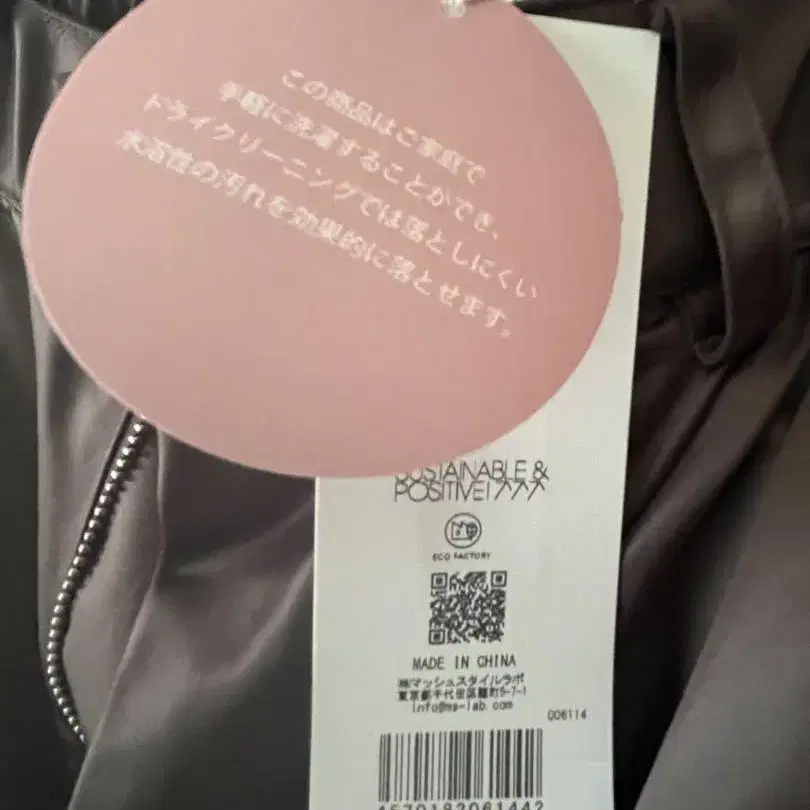 この商品はご家庭で
手軽に洗濯することができ、
ドライクリーニングでは落としにくい
水溶性の汚れを効果的に落とせます。
SUSTAINABLE &
POSITIVE!
ECO FACTORY
MADE IN CHINA
㈱マッシュスタイルラボ
東京都千代田区麹町5-7-1
info@ms-lab.com
006114
4570182061442